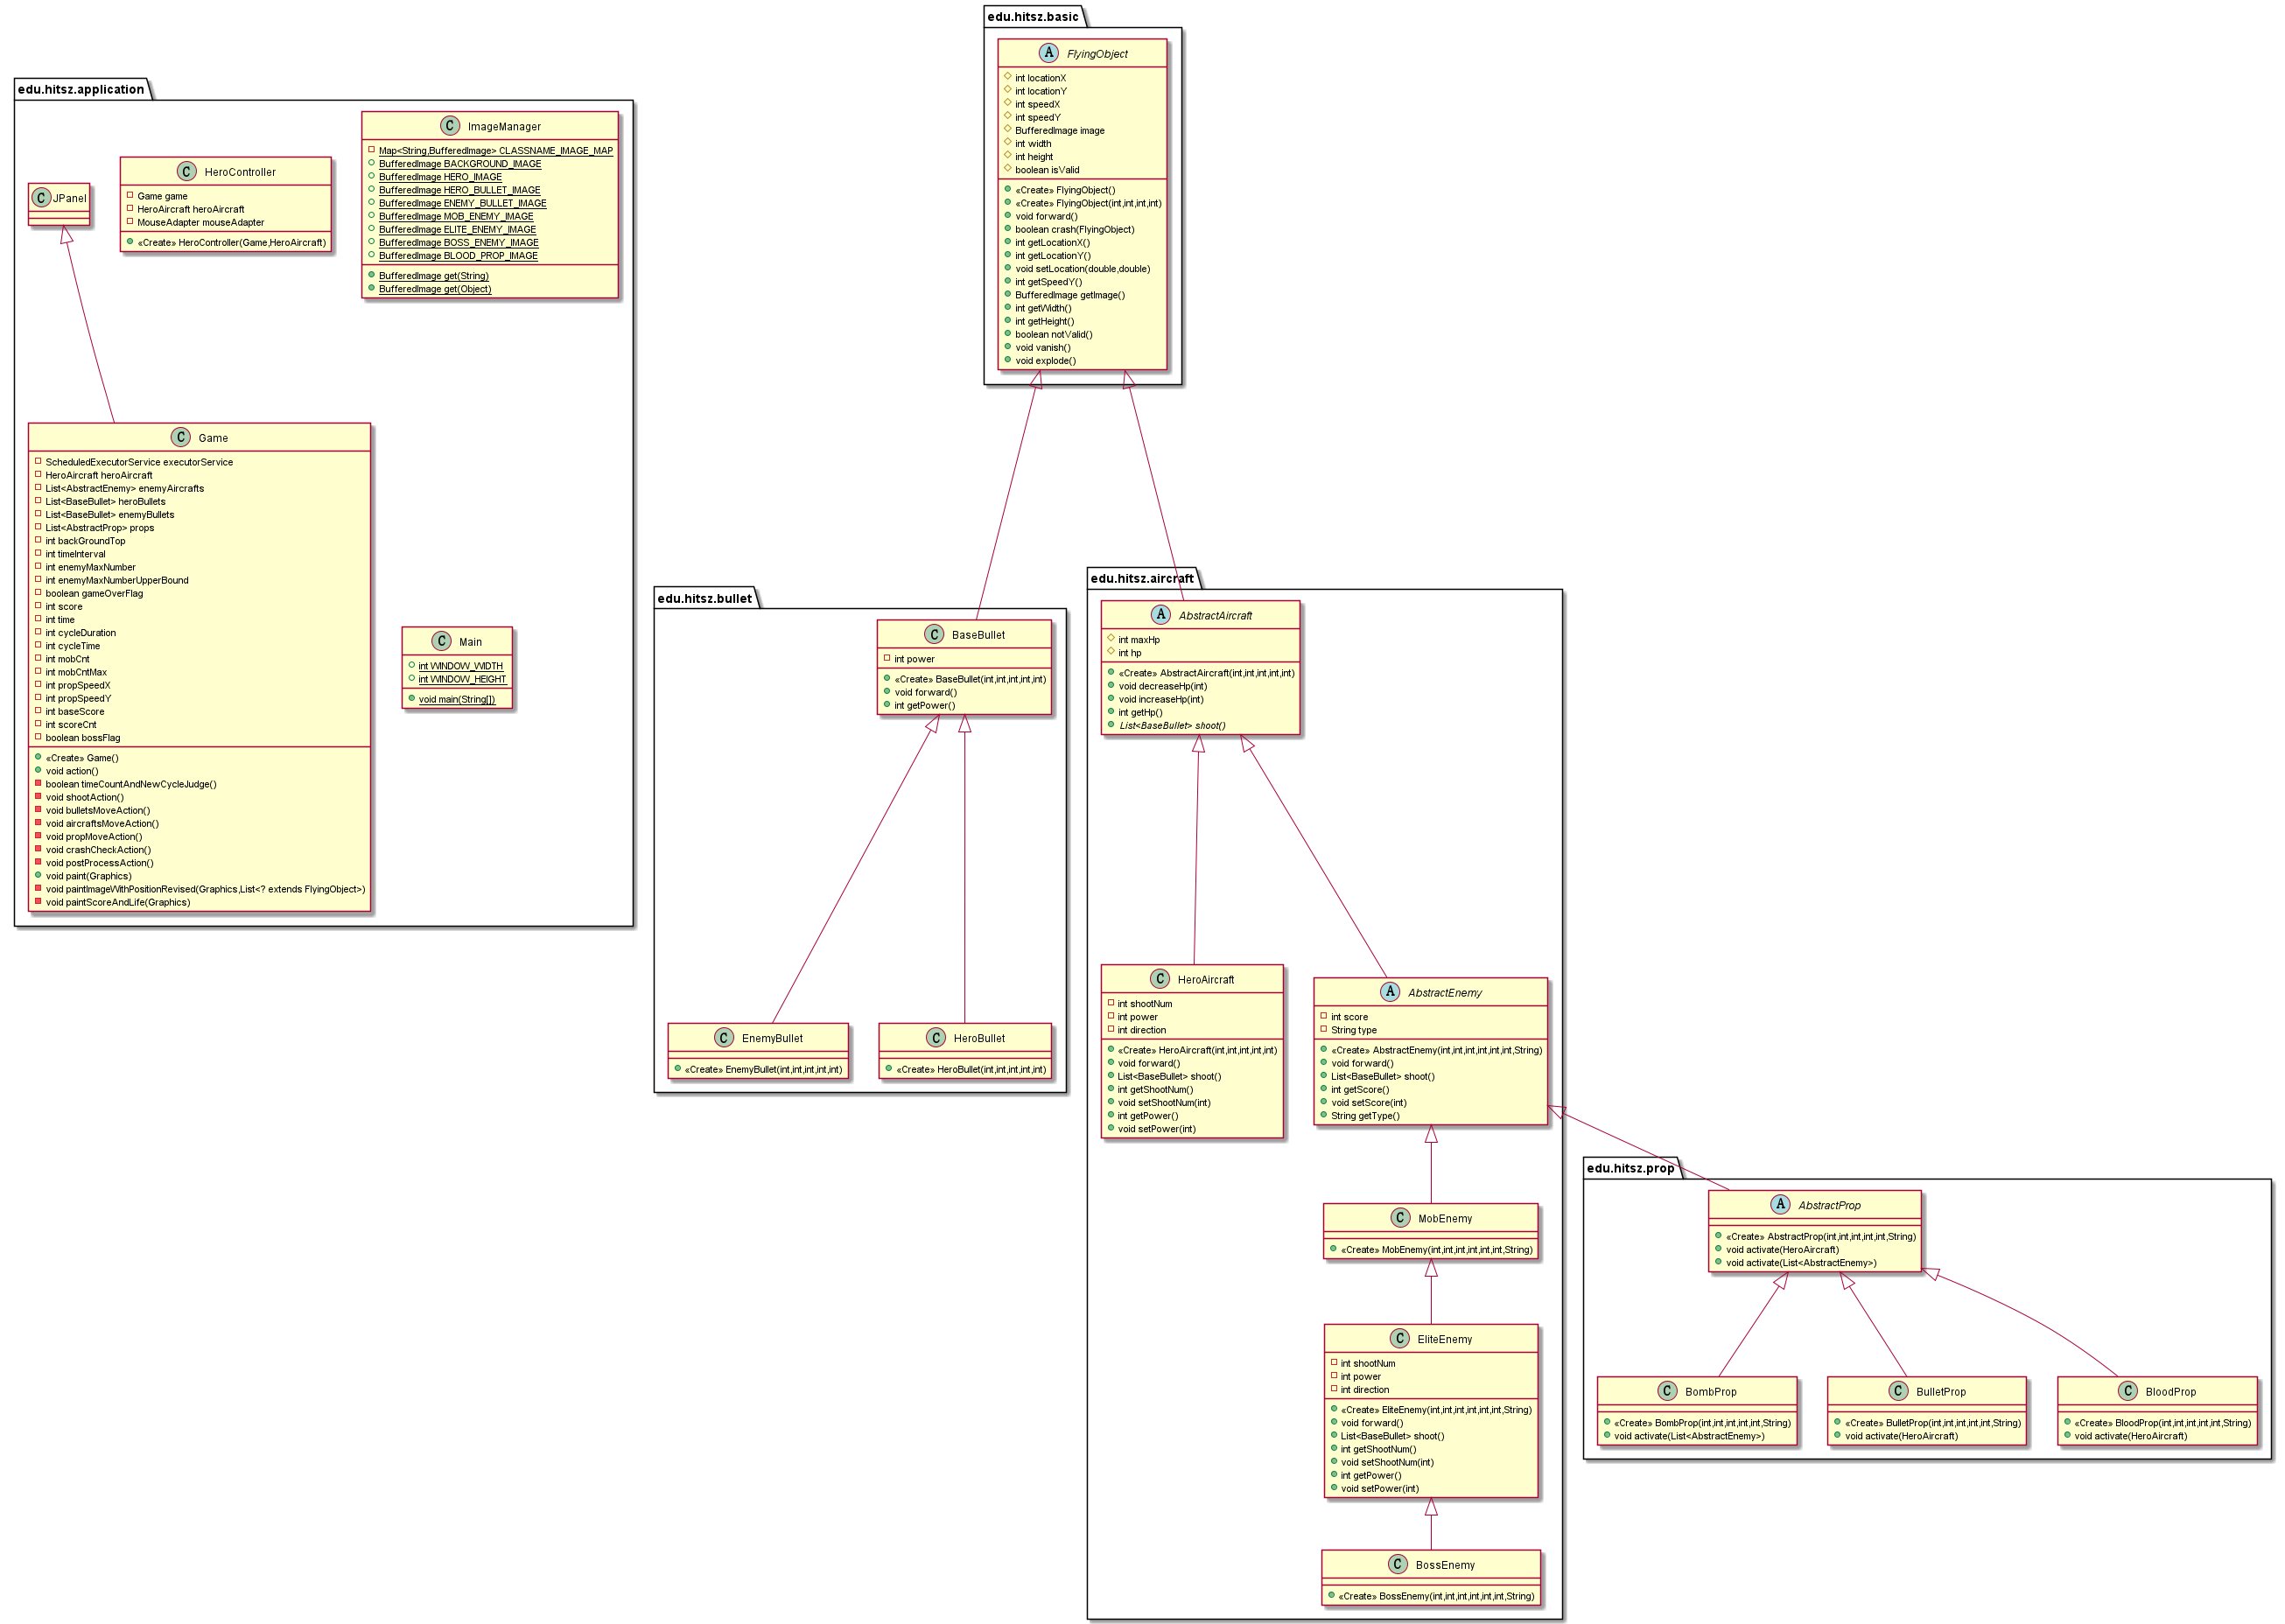 edu.hitsz.basic
FlyingObject
int locationX
int locationY
int speedX
int speedY
BufferedImage image
int width
int height
boolean isValid
«Create» FlyingObject()
«Create» FlyingObject(int,int,int,int)
void forward()
boolean crash(FlyingObject)
int getLocationX()
int getLocationY()
void setLocation(double,double)
int getSpeedY()
BufferedImage getImage()
int getWidth()
int getHeight()
boolean notValid()
void vanish()
void explode()
edu.hitsz.application
JPanel
HeroController
Game game
HeroAircraft heroAircraft
MouseAdapter mouseAdapter
«Create» HeroController(Game,HeroAircraft)
ImageManager
Map<String,BufferedImage> CLASSNAME_IMAGE_MAP
BufferedImage BACKGROUND_IMAGE
BufferedImage HERO_IMAGE
BufferedImage HERO_BULLET_IMAGE
BufferedImage ENEMY_BULLET_IMAGE
BufferedImage MOB_ENEMY_IMAGE
BufferedImage ELITE_ENEMY_IMAGE
BufferedImage BOSS_ENEMY_IMAGE
BufferedImage BLOOD_PROP_IMAGE
BufferedImage get(String)
BufferedImage get(Object)
Game
ScheduledExecutorService executorService
HeroAircraft heroAircraft
List<AbstractEnemy> enemyAircrafts
List<BaseBullet> heroBullets
List<BaseBullet> enemyBullets
List<AbstractProp> props
int backGroundTop
int timeInterval
int enemyMaxNumber
int enemyMaxNumberUpperBound
boolean gameOverFlag
int score
int time
int cycleDuration
int cycleTime
int mobCnt
int mobCntMax
int propSpeedX
int propSpeedY
int baseScore
int scoreCnt
boolean bossFlag
«Create» Game()
void action()
boolean timeCountAndNewCycleJudge()
void shootAction()
void bulletsMoveAction()
void aircraftsMoveAction()
void propMoveAction()
void crashCheckAction()
void postProcessAction()
void paint(Graphics)
void paintImageWithPositionRevised(Graphics,List<? extends FlyingObject>)
void paintScoreAndLife(Graphics)
Main
int WINDOW_WIDTH
int WINDOW_HEIGHT
void main(String[])
edu.hitsz.bullet
BaseBullet
int power
«Create» BaseBullet(int,int,int,int,int)
void forward()
int getPower()
EnemyBullet
«Create» EnemyBullet(int,int,int,int,int)
HeroBullet
«Create» HeroBullet(int,int,int,int,int)
edu.hitsz.aircraft
AbstractAircraft
int maxHp
int hp
«Create» AbstractAircraft(int,int,int,int,int)
void decreaseHp(int)
void increaseHp(int)
int getHp()
List<BaseBullet> shoot()
HeroAircraft
int shootNum
int power
int direction
«Create» HeroAircraft(int,int,int,int,int)
void forward()
List<BaseBullet> shoot()
int getShootNum()
void setShootNum(int)
int getPower()
void setPower(int)
AbstractEnemy
int score
String type
«Create» AbstractEnemy(int,int,int,int,int,int,String)
void forward()
List<BaseBullet> shoot()
int getScore()
void setScore(int)
String getType()
MobEnemy
«Create» MobEnemy(int,int,int,int,int,int,String)
EliteEnemy
int shootNum
int power
int direction
«Create» EliteEnemy(int,int,int,int,int,int,String)
void forward()
List<BaseBullet> shoot()
int getShootNum()
void setShootNum(int)
int getPower()
void setPower(int)
BossEnemy
«Create» BossEnemy(int,int,int,int,int,int,String)
edu.hitsz.prop
AbstractProp
«Create» AbstractProp(int,int,int,int,int,String)
void activate(HeroAircraft)
void activate(List<AbstractEnemy>)
BombProp
«Create» BombProp(int,int,int,int,int,String)
void activate(List<AbstractEnemy>)
BulletProp
«Create» BulletProp(int,int,int,int,int,String)
void activate(HeroAircraft)
BloodProp
«Create» BloodProp(int,int,int,int,int,String)
void activate(HeroAircraft)